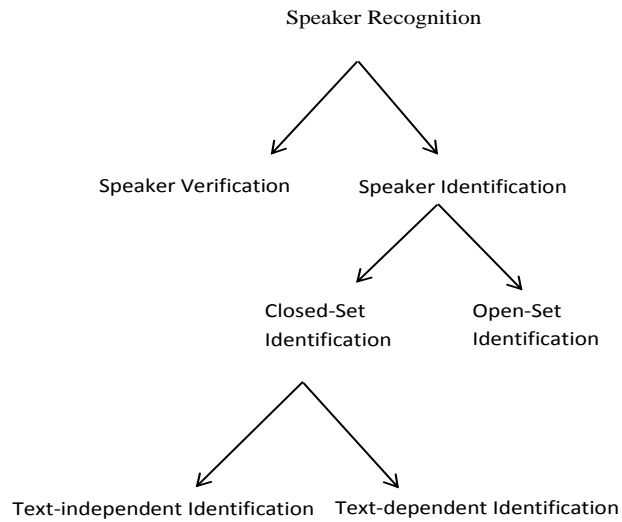 Speaker Recognition
Speaker Verification
Speaker Identification
Closed-Set
Identification
Open-Set
Identification
Text-independent Identification
Text-dependent Identification